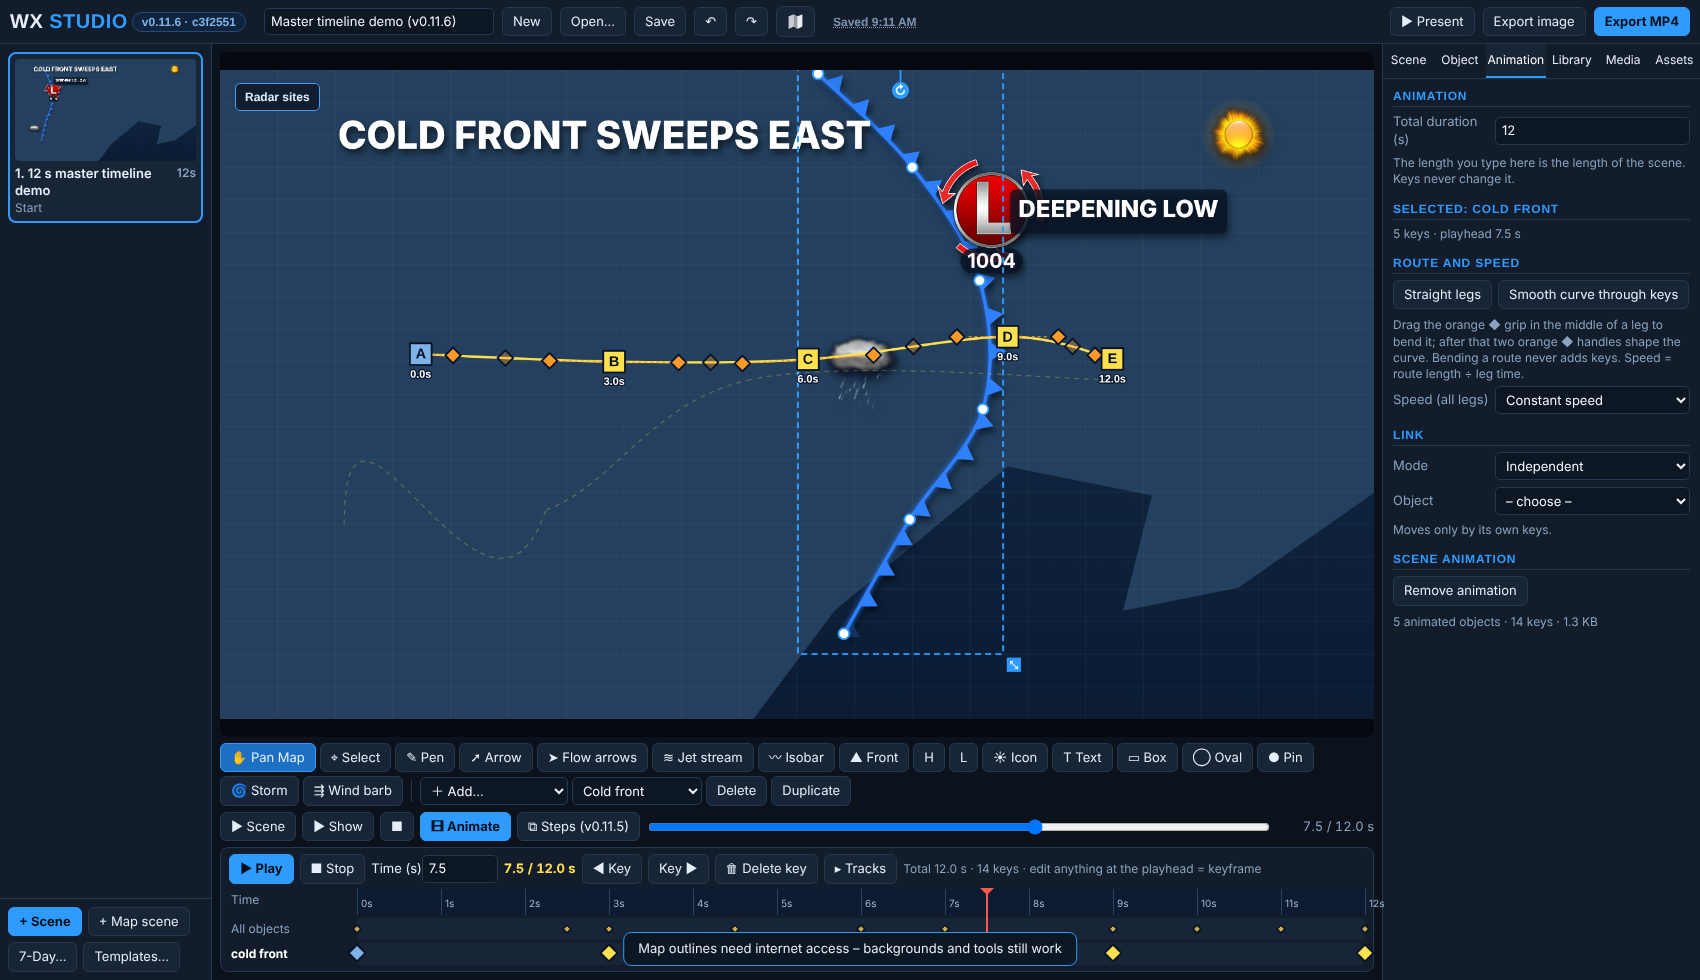 WX STUDIO v0.11.6 · c3f2551 Master timeline demo (v0.11.6) New Open... Save ↶ ↷ Saved 9:11 AM ▶ Present Export image Export MP4
COLD FRONT SWEEPS EAST
L
1. 12 s master timeline demo 12s
Start
+ Scene + Map scene
7-Day... Templates...
Radar sites
COLD FRONT SWEEPS EAST
L
DEEPENING LOW
1004
A
0.0s
B
3.0s
C
6.0s
D
9.0s
E
12.0s
Pan Map Select Pen Arrow Flow arrows Jet stream Isobar Front H L Icon T Text Box Oval Pin
Storm Wind barb + Add... Cold front Delete Duplicate
▶ Scene ▶ Show ■ Animate Steps (v0.11.5) 7.5 / 12.0 s
▶ Play ■ Stop Time (s) 7.5 7.5 / 12.0 s ◀ Key Key ▶ Delete key ▸ Tracks Total 12.0 s · 14 keys · edit anything at the playhead = keyframe
Time 0s 1s 2s 3s 4s 5s 6s 7s 8s 9s 10s 11s 12s
All objects
cold front
Map outlines need internet access – backgrounds and tools still work
Scene Object Animation Library Media Assets
ANIMATION
Total duration (s) 12
The length you type here is the length of the scene.
Keys never change it.
SELECTED: COLD FRONT
5 keys · playhead 7.5 s
ROUTE AND SPEED
Straight legs Smooth curve through keys
Drag the orange ◆ grip in the middle of a leg to
bend it; after that two orange ◆ handles shape the
curve. Bending a route never adds keys. Speed =
route length ÷ leg time.
Speed (all legs) Constant speed
LINK
Mode Independent
Object – choose –
Moves only by its own keys.
SCENE ANIMATION
Remove animation
5 animated objects · 14 keys · 1.3 KB